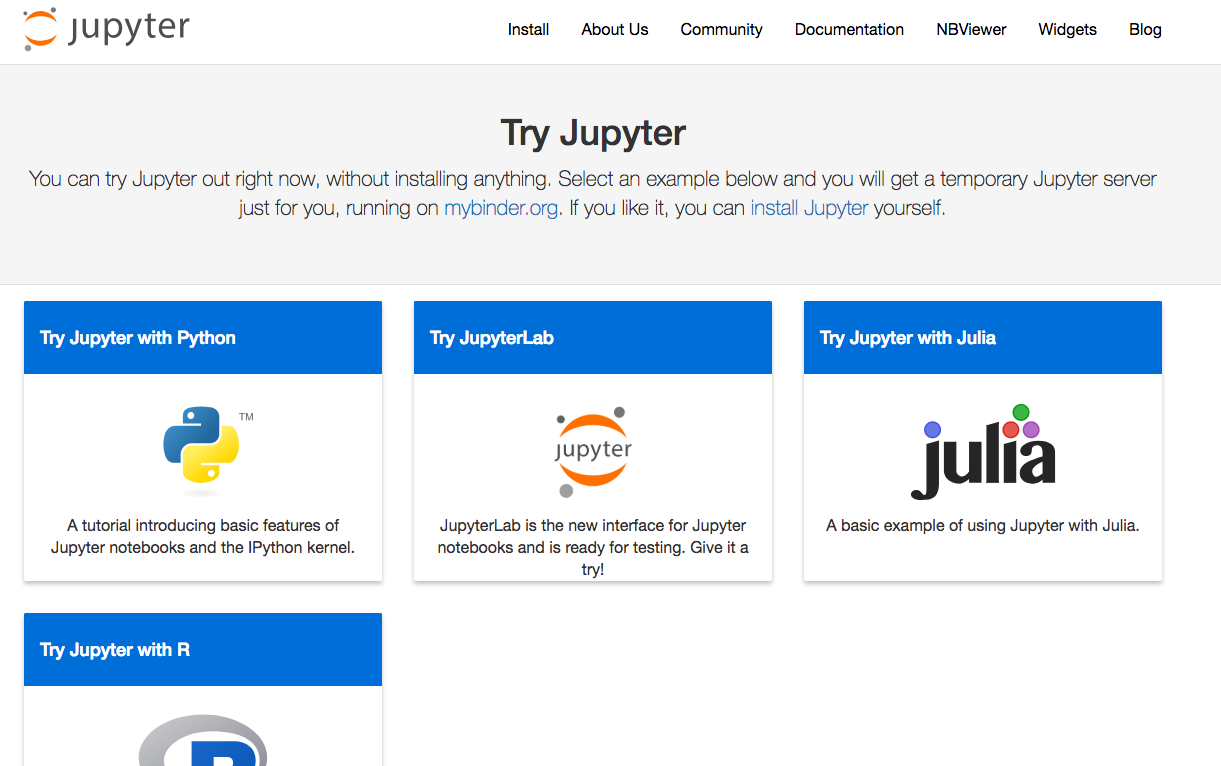 jupyter
Install About Us Community Documentation NBViewer Widgets Blog
Try Jupyter
You can try Jupyter out right now, without installing anything. Select an example below and you will get a temporary Jupyter server
just for you, running on mybinder.org. If you like it, you can install Jupyter yourself.
Try Jupyter with Python
TM
A tutorial introducing basic features of
Jupyter notebooks and the IPython kernel.
Try JupyterLab
jupyter
JupyterLab is the new interface for Jupyter
notebooks and is ready for testing. Give it a
try!
Try Jupyter with Julia
julia
A basic example of using Jupyter with Julia.
Try Jupyter with R
R